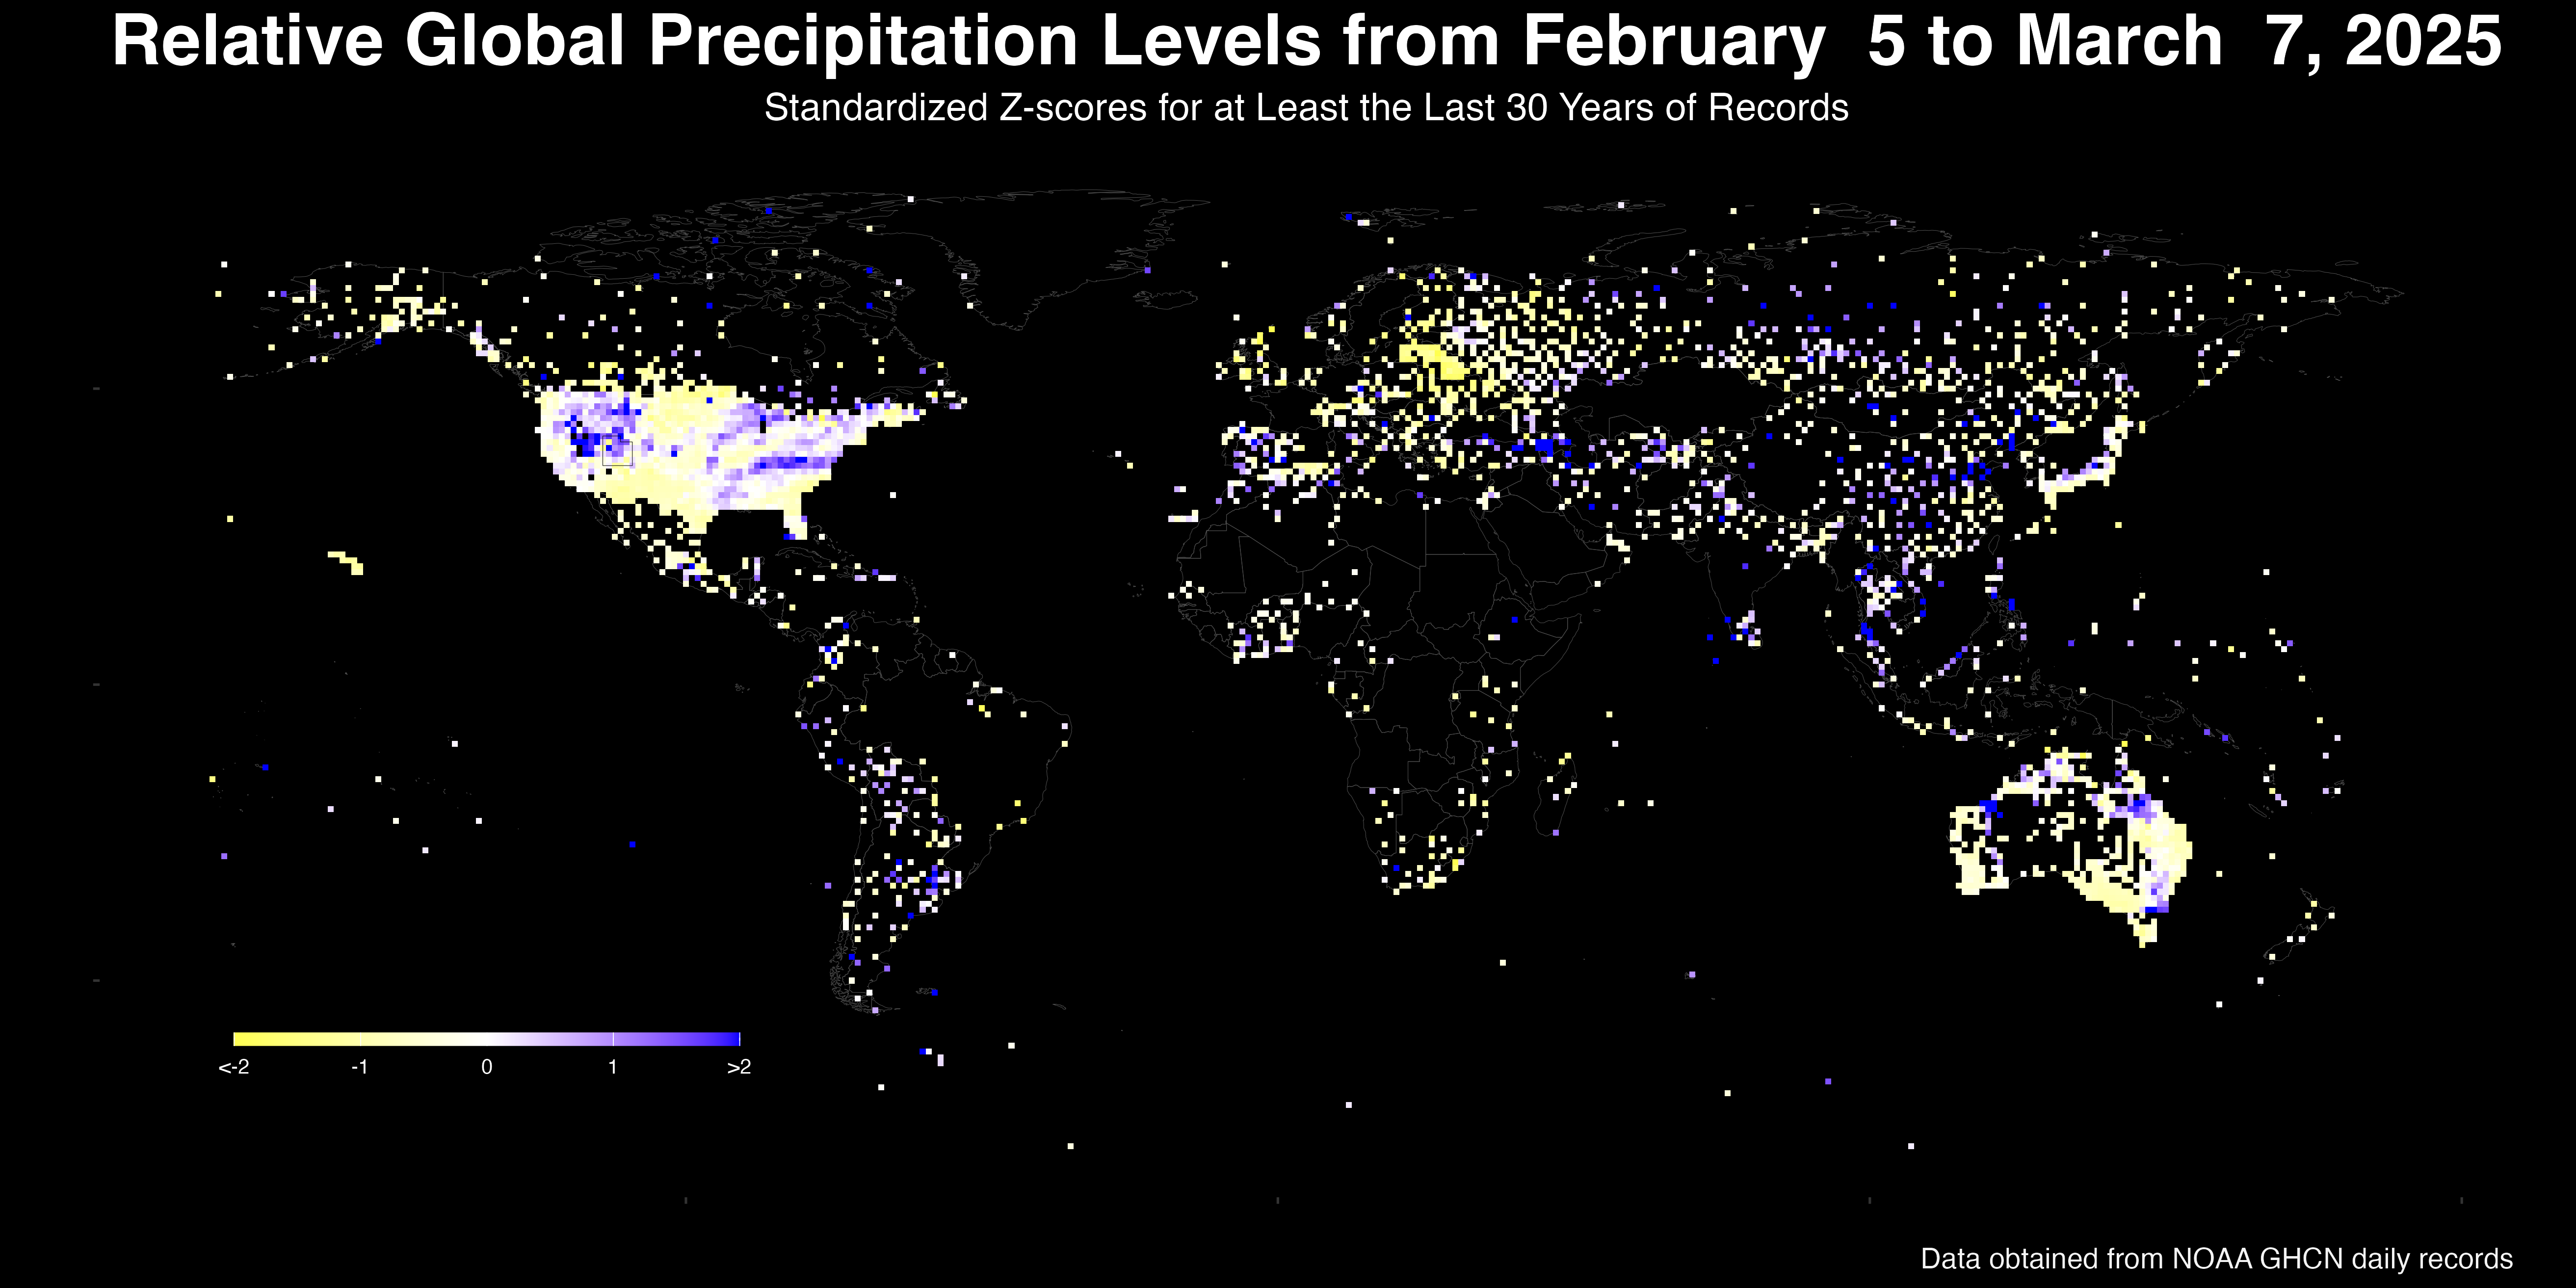 Relative Global Precipitation Levels from February  5 to March  7, 2025
Standardized Z-scores for at Least the Last 30 Years of Records
<-2 -1 0 1 >2
Data obtained from NOAA GHCN daily records